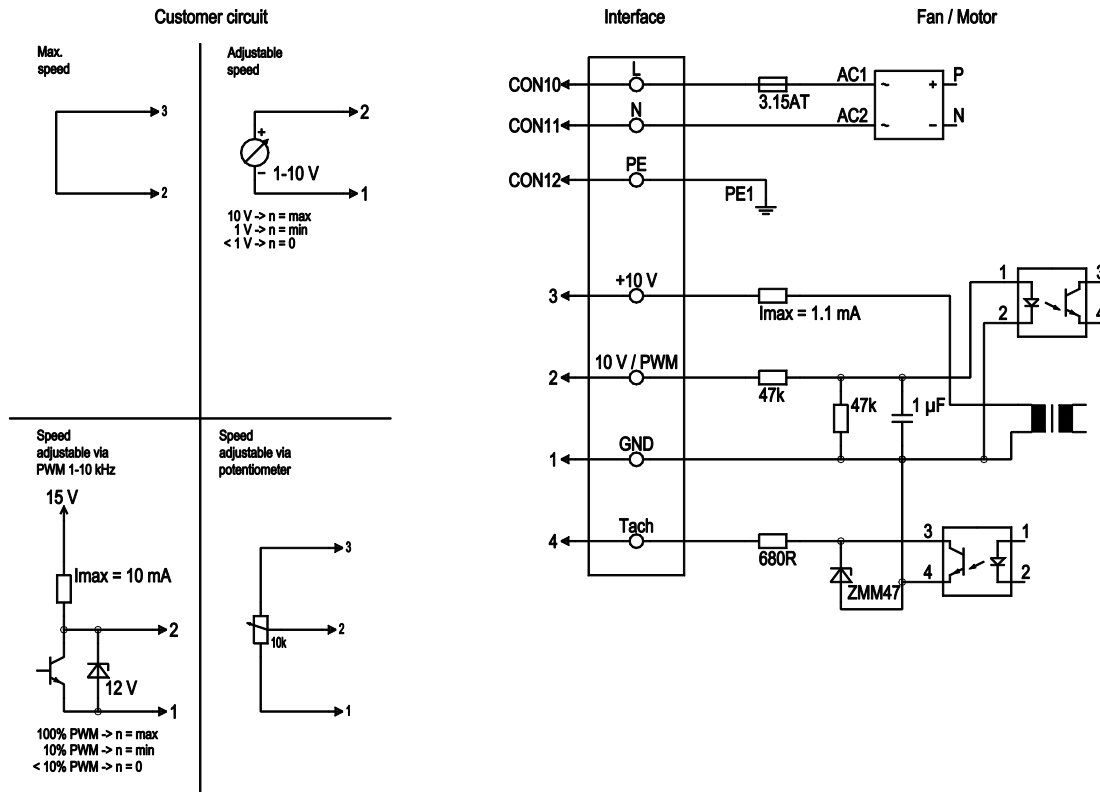 Customer circuit
Interface
Fan / Motor
Max.
speed
3
2
Adjustable
speed
2
+
− 1-10 V
1
10 V -> n = max
1 V -> n = min
< 1 V -> n = 0
Speed
adjustable via
PWM 1-10 kHz
15 V
Imax = 10 mA
2
12 V
1
100% PWM -> n = max
10% PWM -> n = min
< 10% PWM -> n = 0
Speed
adjustable via
potentiometer
3
2
10k
1
L
CON10
3.15AT
AC1
~ +
P
N
CON11
AC2
~ −
N
PE
CON12
PE1
+10 V
3
Imax = 1.1 mA
1 3
2 4
10 V / PWM
2
47k
47k
1 µF
GND
1
Tach
4
680R
ZMM47
3 1
4 2